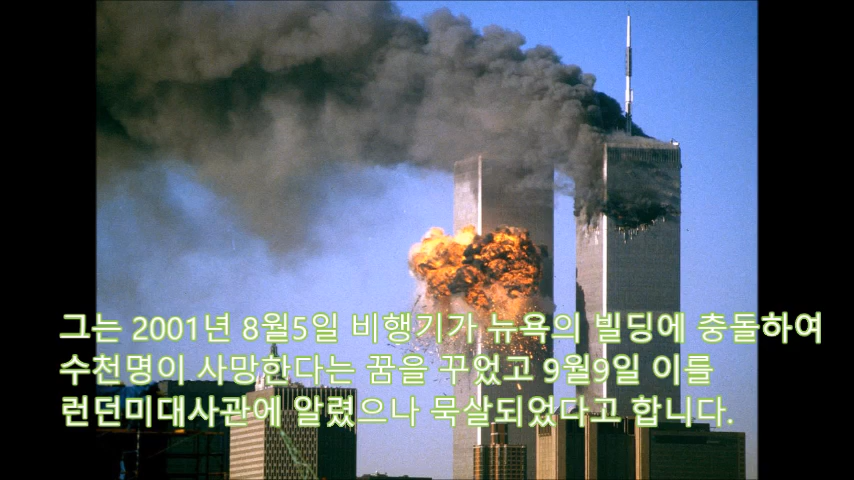 그는 2001년 8월5일 비행기가 뉴욕의 빌딩에 충돌하여
수천명이 사망한다는 꿈을 꾸었고 9월9일 이를
런던미대사관에 알렸으나 묵살되었다고 합니다.